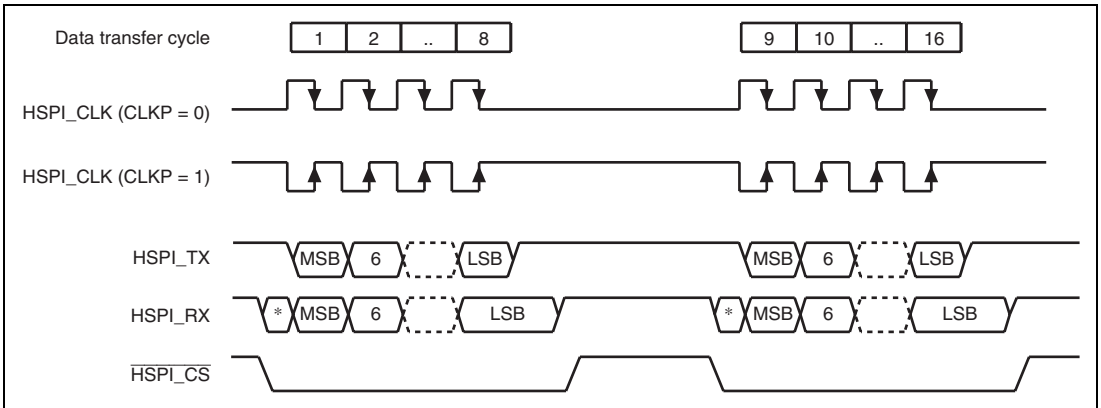 Data transfer cycle 1 2 .. 8 9 10 .. 16
HSPI_CLK (CLKP = 0)
HSPI_CLK (CLKP = 1)
HSPI_TX MSB 6 LSB MSB 6 LSB
HSPI_RX * MSB 6 LSB * MSB 6 LSB
HSPI_CS